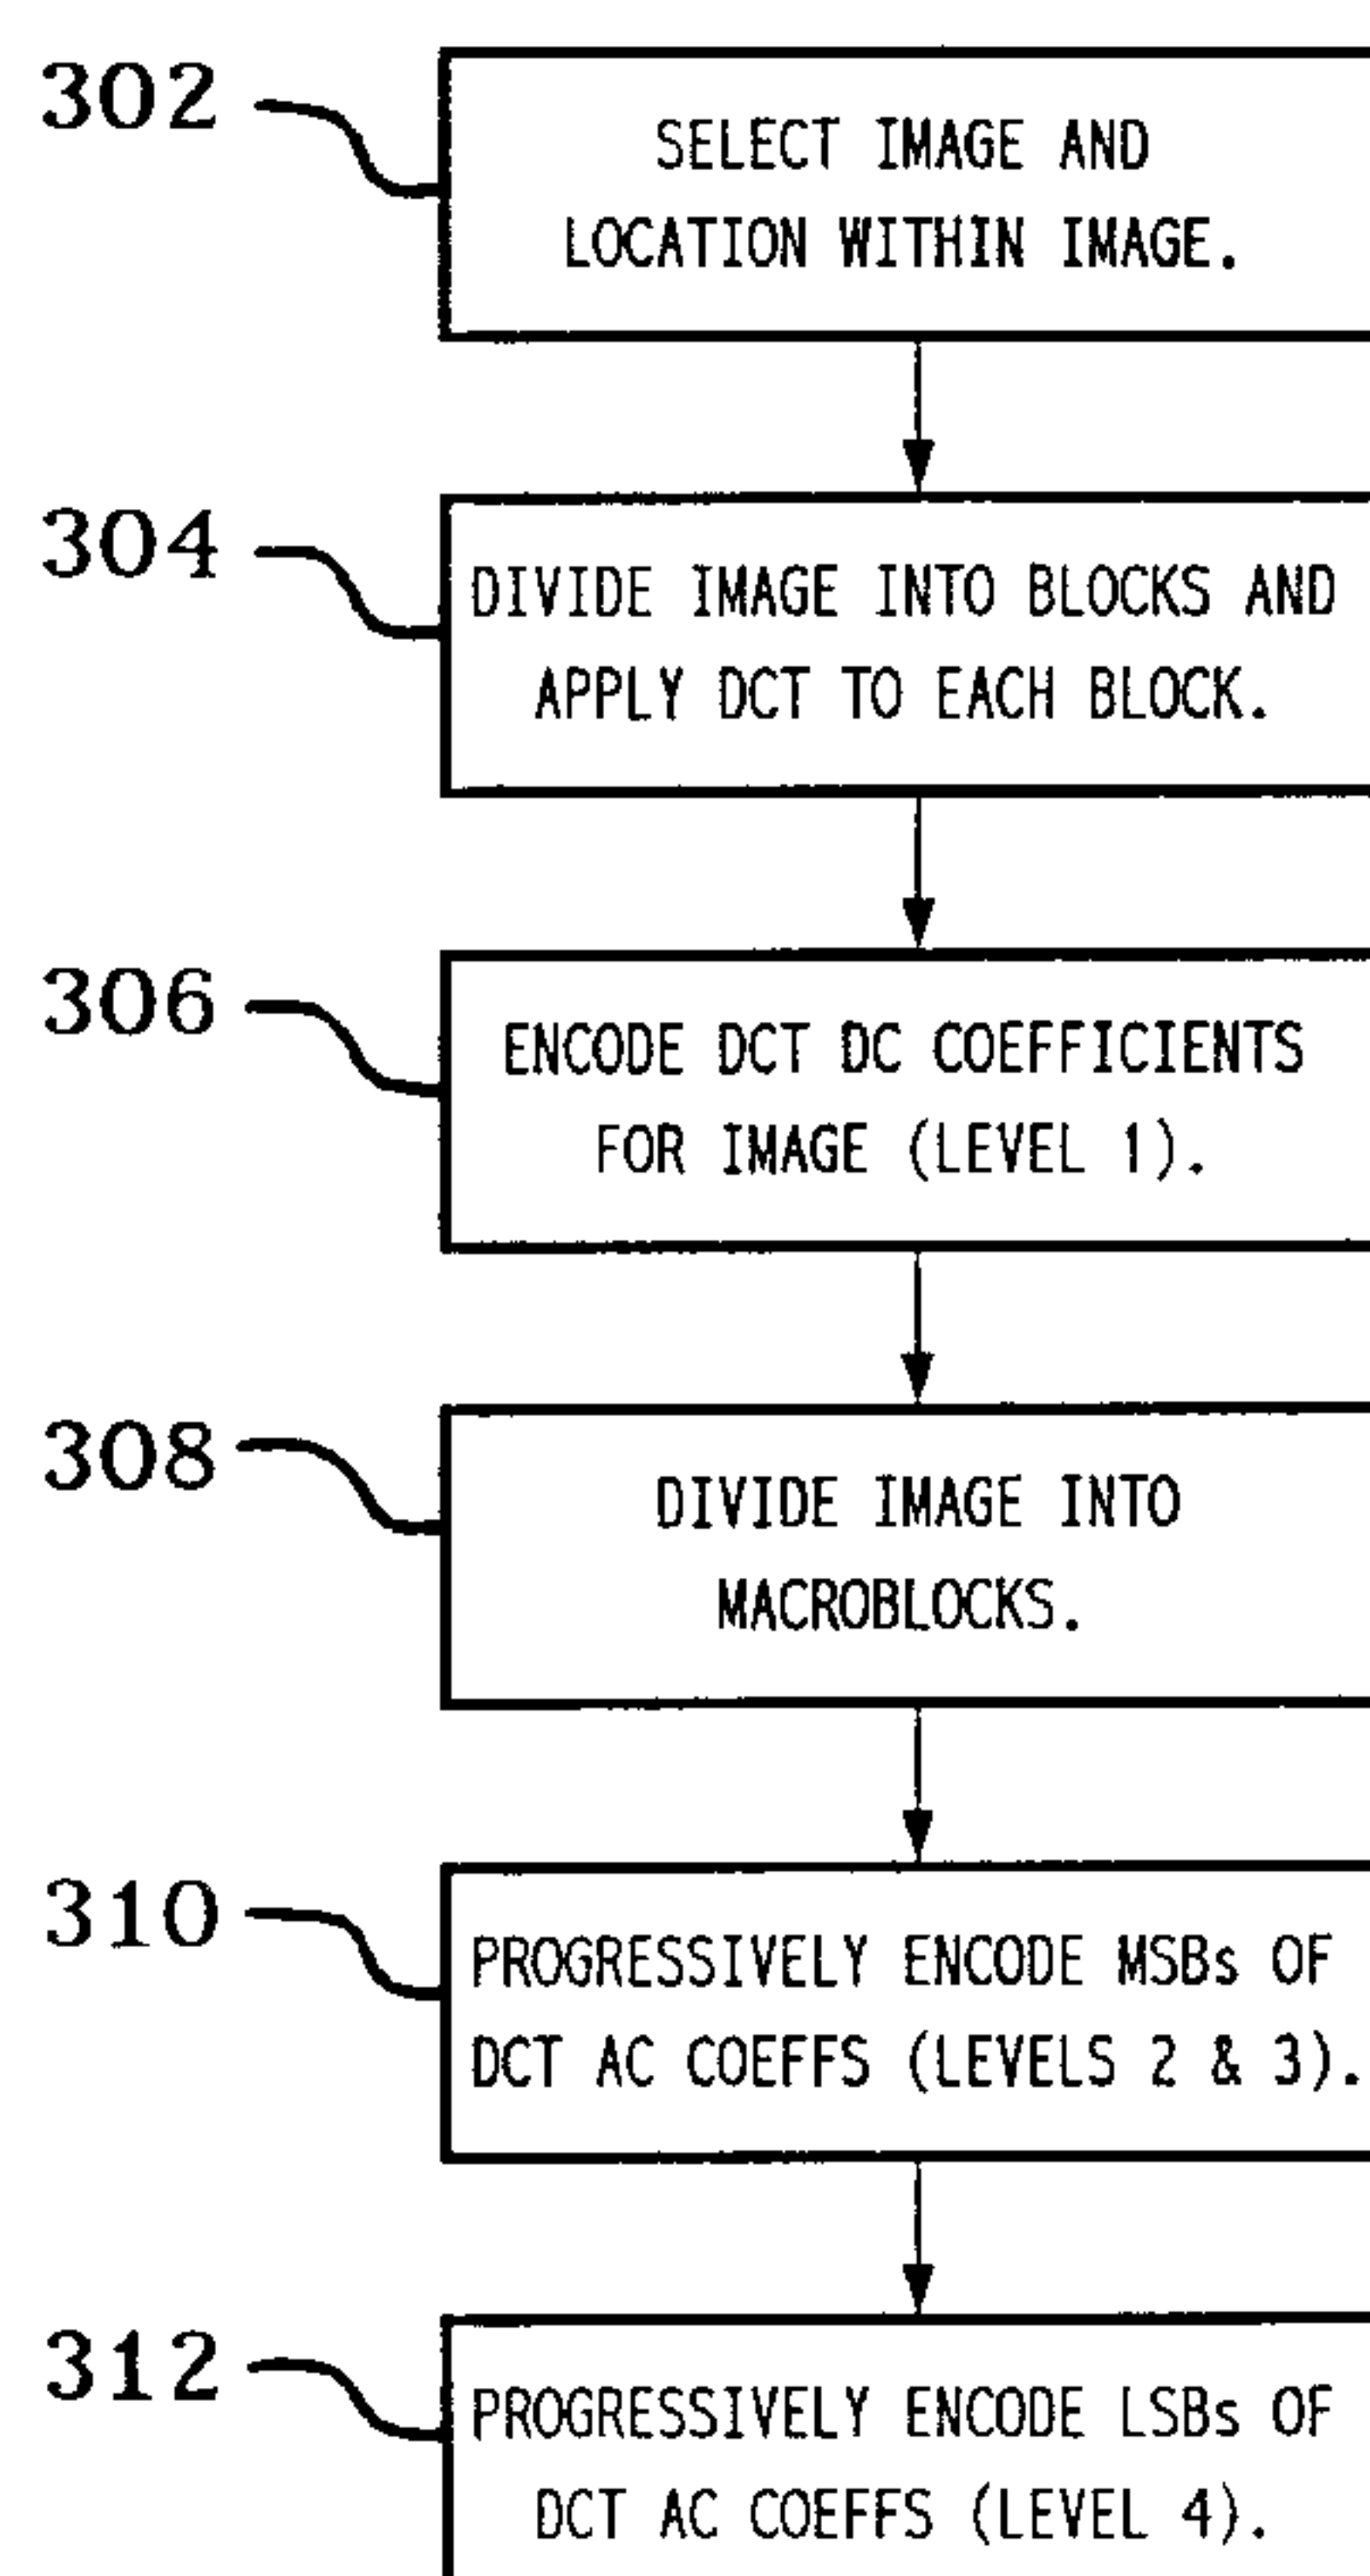 302
SELECT IMAGE AND
LOCATION WITHIN IMAGE.
304
DIVIDE IMAGE INTO BLOCKS AND
APPLY DCT TO EACH BLOCK.
306
ENCODE DCT DC COEFFICIENTS
FOR IMAGE (LEVEL 1).
308
DIVIDE IMAGE INTO
MACROBLOCKS.
310
PROGRESSIVELY ENCODE MSBs OF
DCT AC COEFFS (LEVELS 2 & 3).
312
PROGRESSIVELY ENCODE LSBs OF
DCT AC COEFFS (LEVEL 4).